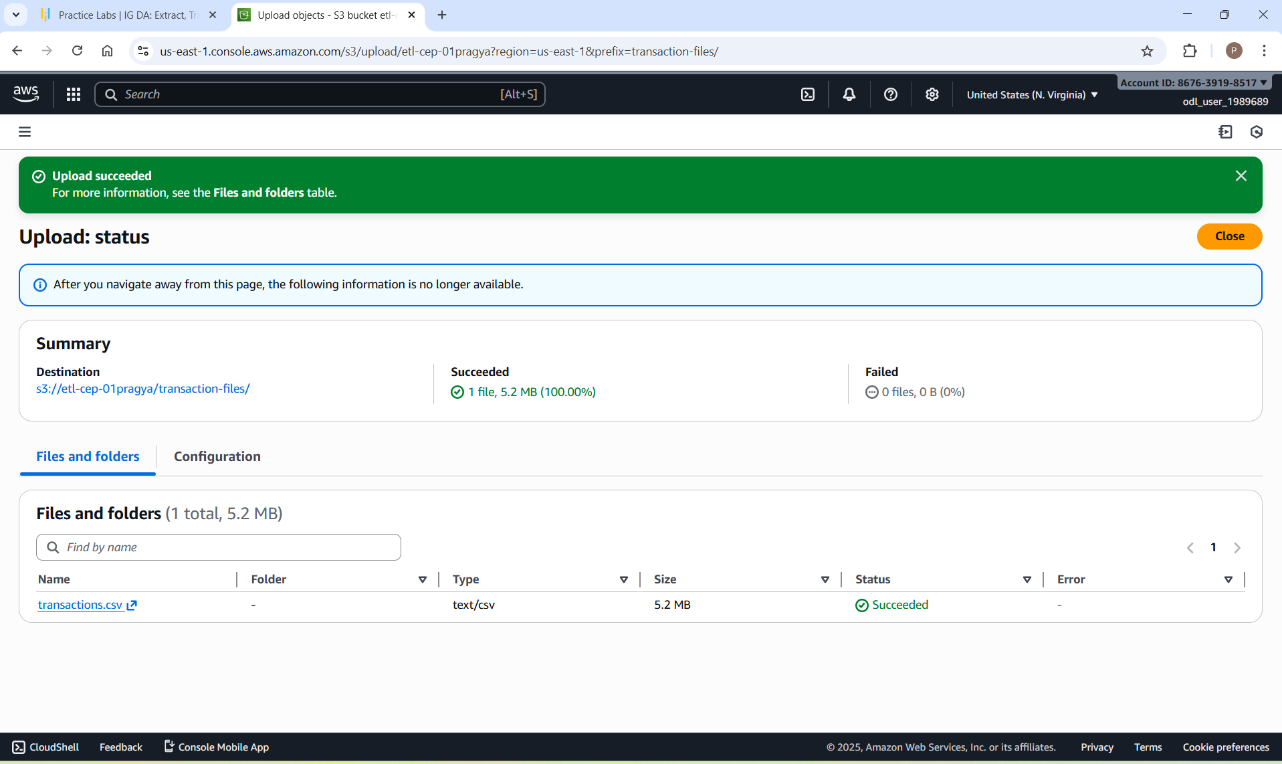 Practice Labs | IG DA: Extract, Tr
Upload objects - S3 bucket etl-
us-east-1.console.aws.amazon.com/s3/upload/etl-cep-01pragya?region=us-east-1&prefix=transaction-files/
P
aws
Search
[Alt+S]
United States (N. Virginia)
Account ID: 8676-3919-8517
odl_user_1989689
Upload succeeded
For more information, see the Files and folders table.
Upload: status
Close
After you navigate away from this page, the following information is no longer available.
Summary
Destination
s3://etl-cep-01pragya/transaction-files/
Succeeded
1 file, 5.2 MB (100.00%)
Failed
0 files, 0 B (0%)
Files and folders
Configuration
Files and folders (1 total, 5.2 MB)
Find by name
1
Name
Folder
Type
Size
Status
Error
transactions.csv
-
text/csv
5.2 MB
Succeeded
-
CloudShell
Feedback
Console Mobile App
© 2025, Amazon Web Services, Inc. or its affiliates.
Privacy
Terms
Cookie preferences